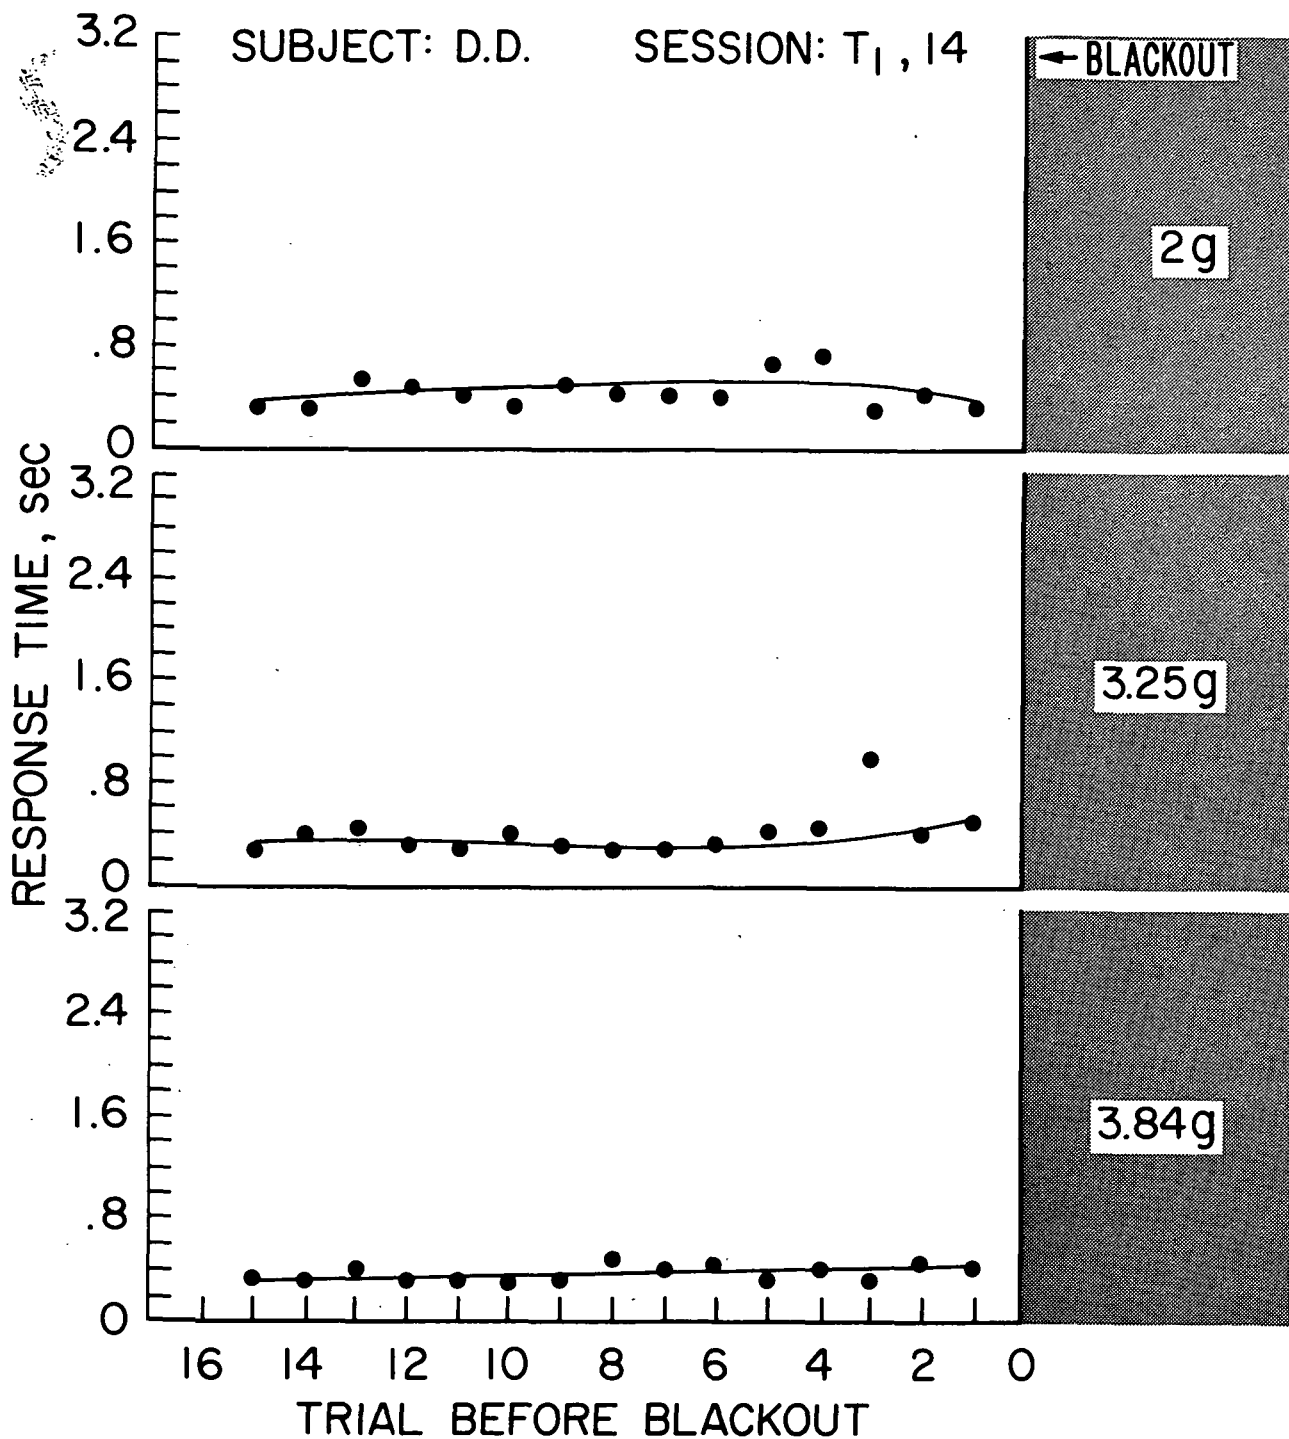 SUBJECT: D.D. SESSION: T1, 14
← BLACKOUT
3.2
2.4
1.6
.8
0
2g
RESPONSE TIME, sec
3.2
2.4
1.6
.8
0
3.25g
3.2
2.4
1.6
.8
0
3.84g
16 14 12 10 8 6 4 2 0
TRIAL BEFORE BLACKOUT